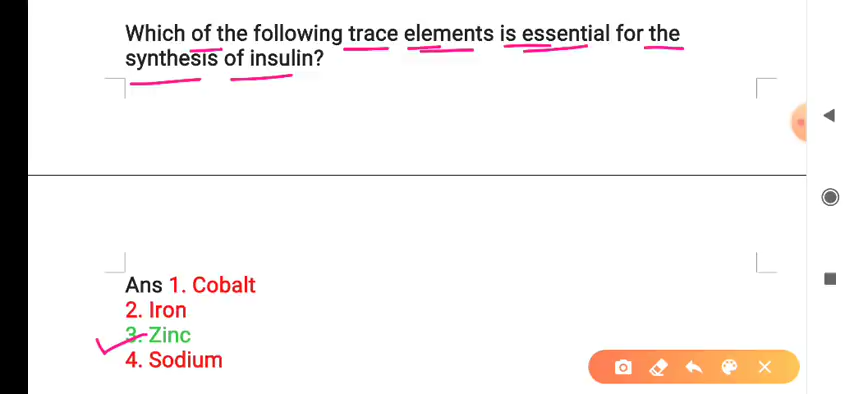 Which of the following trace elements is essential for the
synthesis of insulin?
Ans 1. Cobalt
2. Iron
3. Zinc
4. Sodium